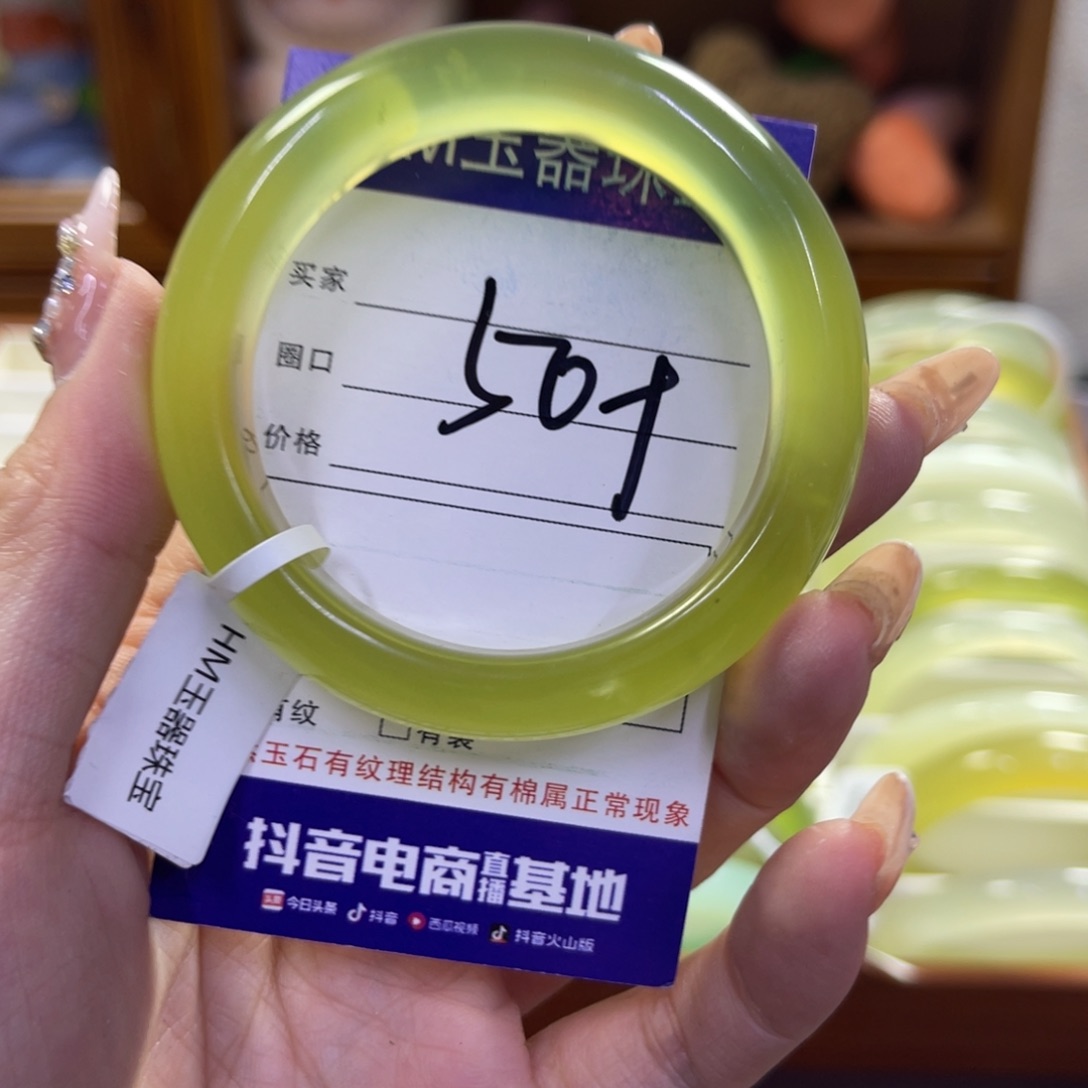 M玉器珠
买家
圈口
509
价格
有纹
有裂
玉石有纹理结构有棉属正常现象
HM玉器珠宝
抖音电商直播基地
头条 今日头条 抖音 西瓜视频 抖音火山版